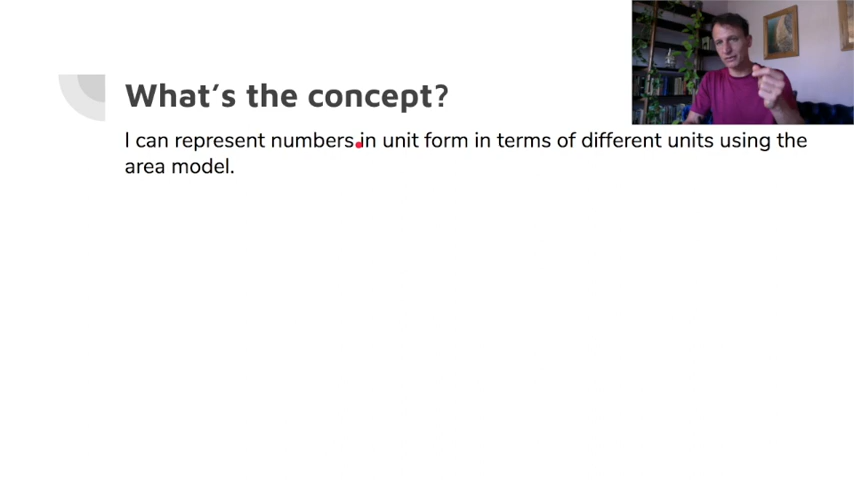 What's the concept?
I can represent numbers in unit form in terms of different units using the
area model.